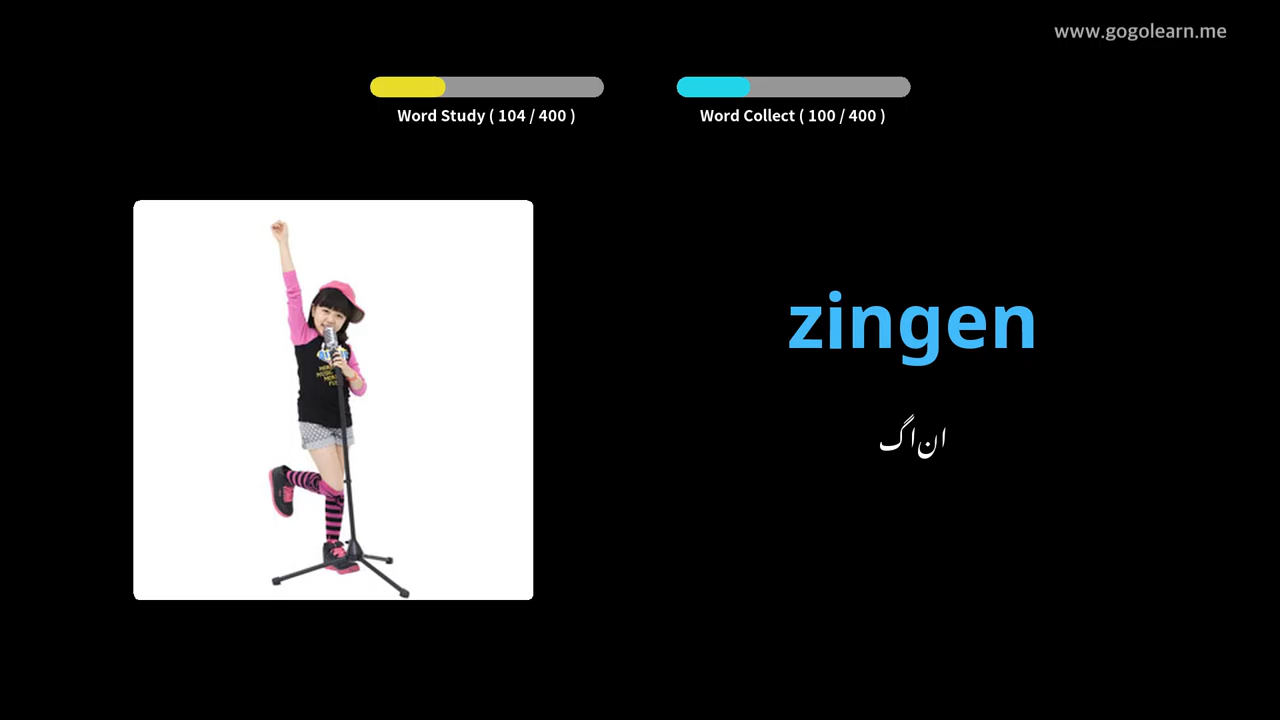 www.gogolearn.me
Word Study ( 104 / 400 )
Word Collect ( 100 / 400 )
zingen
ان اگ